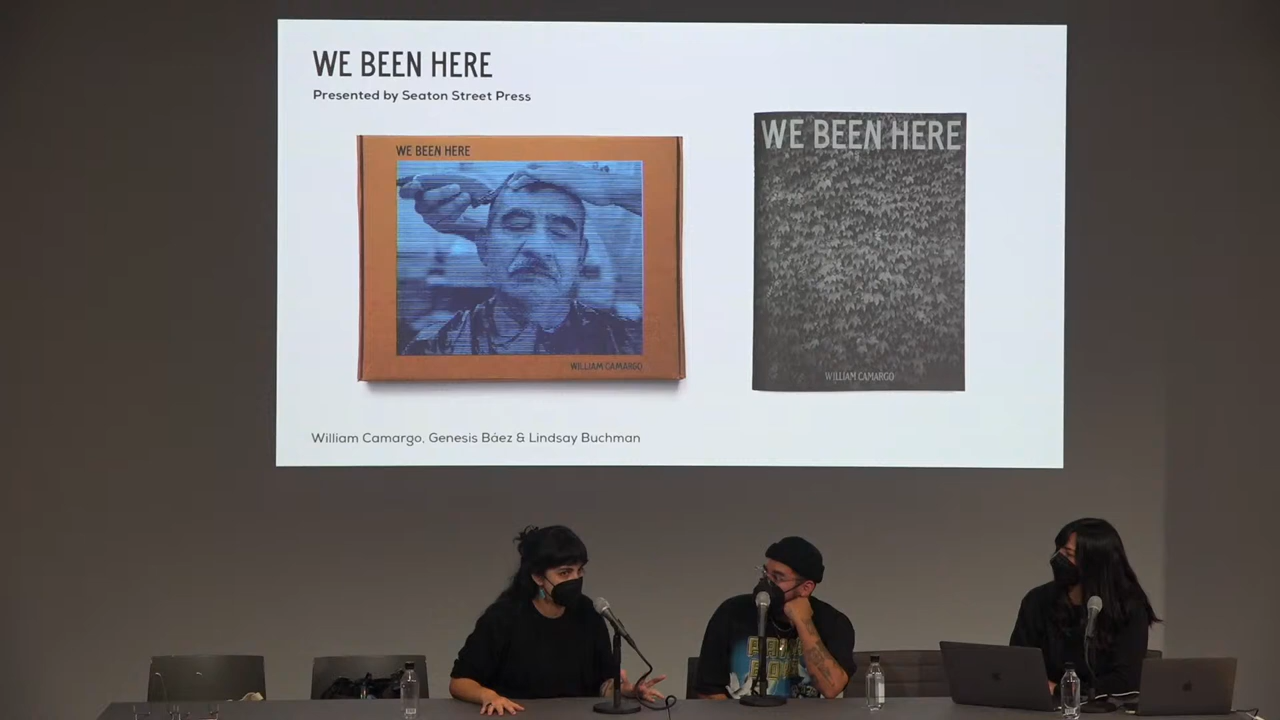 WE BEEN HERE
Presented by Seaton Street Press
WE BEEN HERE
WILLIAM CAMARGO
WE BEEN HERE
WILLIAM CAMARGO
William Camargo, Genesis Báez & Lindsay Buchman